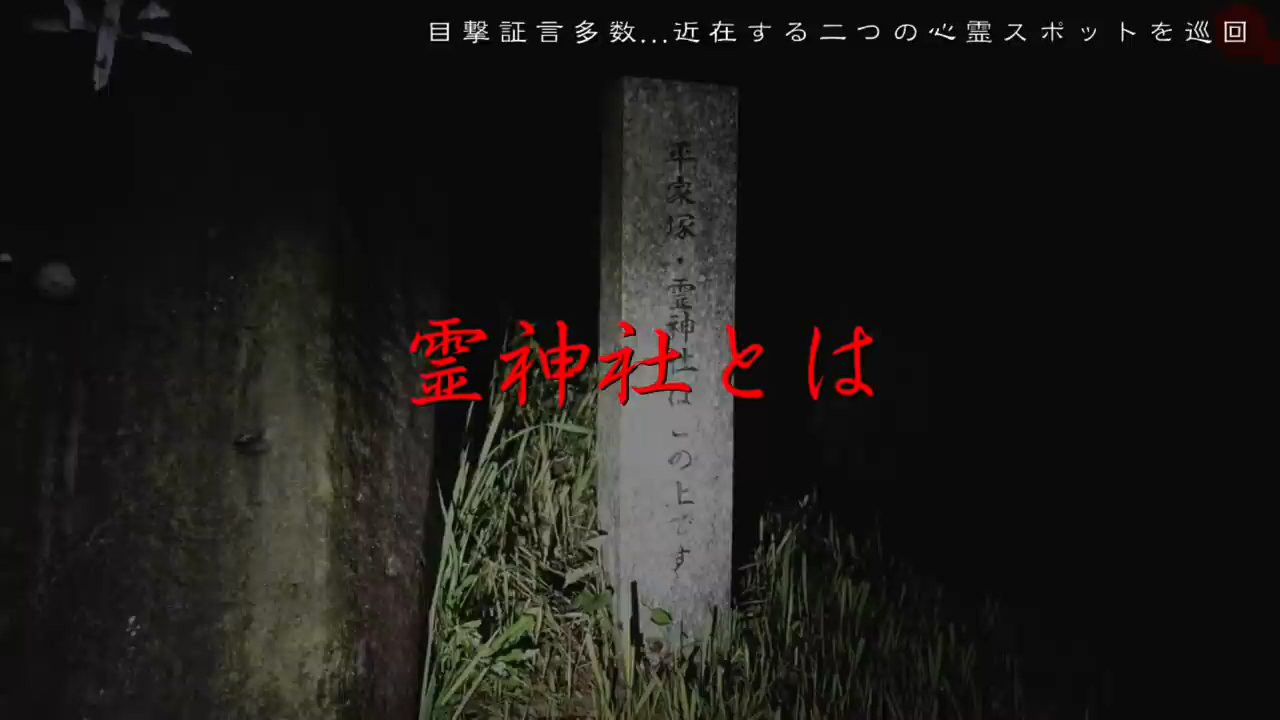 目撃証言多数...近在する二つの心霊スポットを巡回
平家塚・霊神社はこの上です
霊神社とは